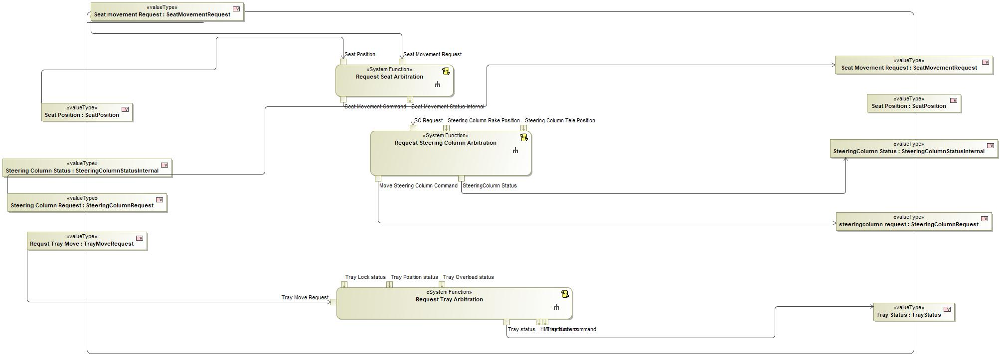 «valueType»
Seat movement Request : SeatMovementRequest
Seat Position
Seat Movement Request
«valueType»
Seat Movement Request : SeatMovementRequest
«System Function»
Request Seat Arbitration
«valueType»
Seat Position : SeatPosition
«valueType»
Seat Position : SeatPosition
Seat Movement Command
Seat Movement Status Internal
SC Request
Steering Column Rake Position
Steering Column Tele Position
«System Function»
Request Steering Column Arbitration
«valueType»
SteeringColumn Status : SteeringColumnStatusInternal
«valueType»
Steering Column Status : SteeringColumnStatusInternal
Move Steering Column Command
SteeringColumn Status
«valueType»
Steering Column Request : SteeringColumnRequest
«valueType»
steeringcolumn request : SteeringColumnRequest
«valueType»
Requst Tray Move : TrayMoveRequest
Tray Lock status
Tray Position status
Tray Overload status
Tray Move Request
«System Function»
Request Tray Arbitration
«valueType»
Tray Status : TrayStatus
Tray status
command